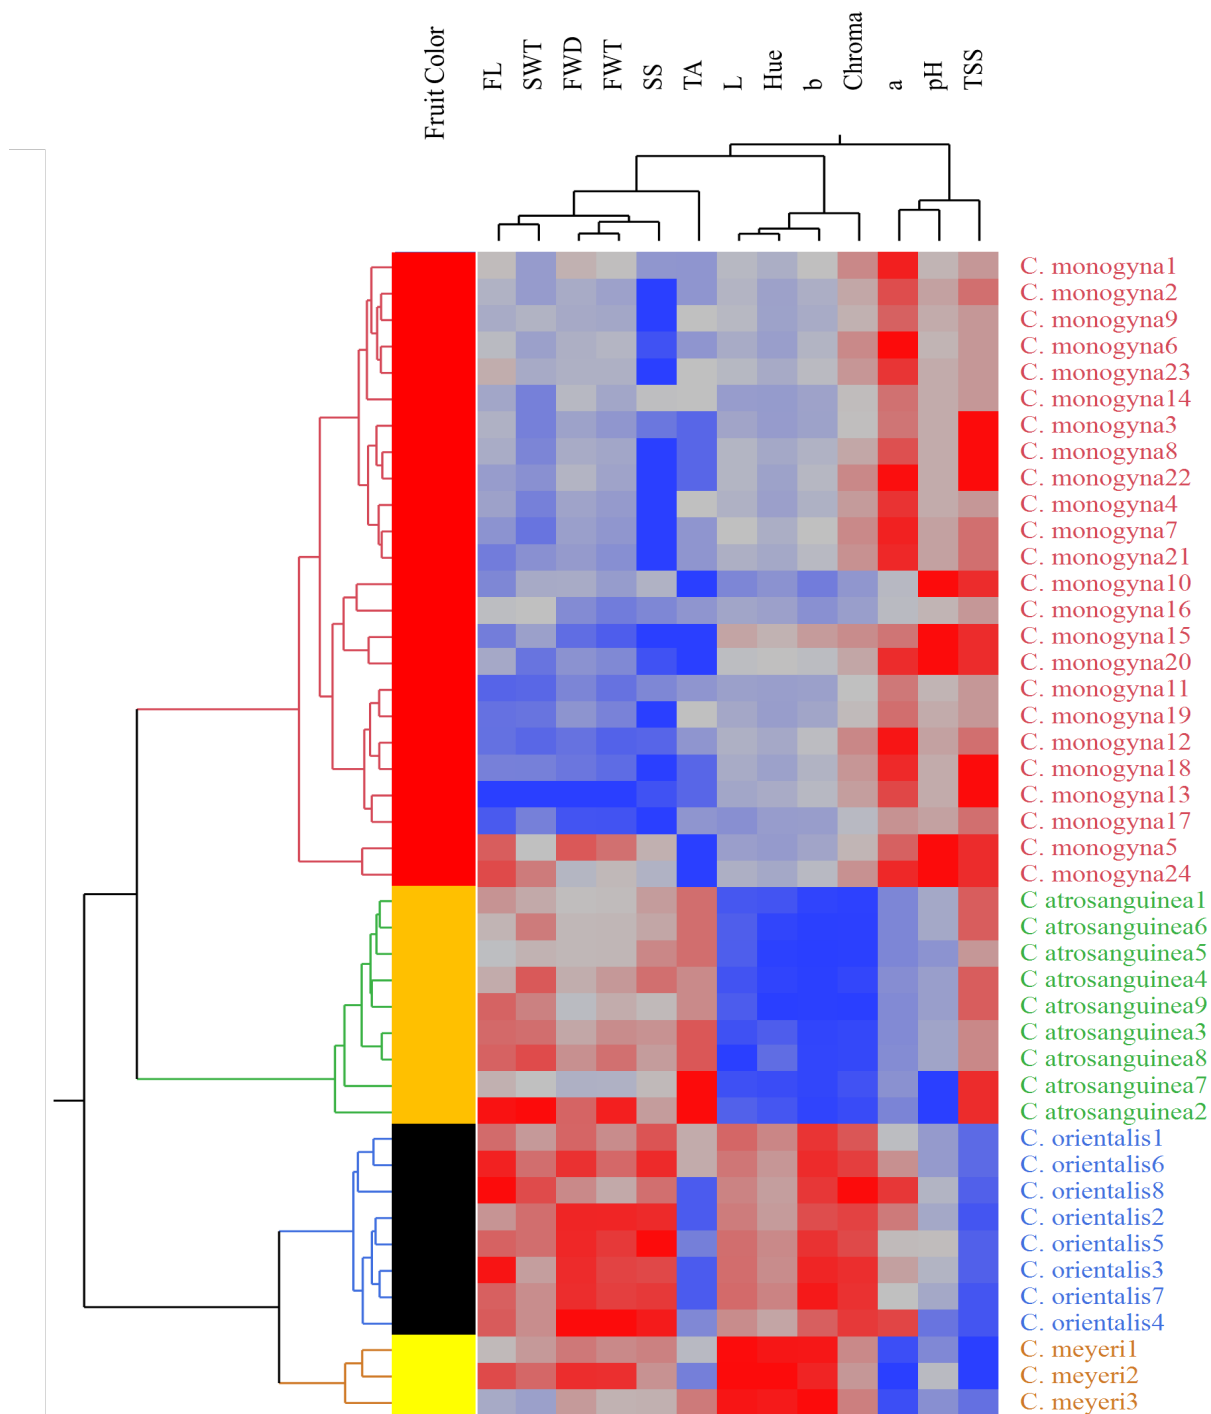 Fruit Color
FL
SWT
FWD
FWT
SS
TA
L
Hue
b
Chroma
a
pH
TSS
C. monogyna1
C. monogyna2
C. monogyna9
C. monogyna6
C. monogyna23
C. monogyna14
C. monogyna3
C. monogyna8
C. monogyna22
C. monogyna4
C. monogyna7
C. monogyna21
C. monogyna10
C. monogyna16
C. monogyna15
C. monogyna20
C. monogyna11
C. monogyna19
C. monogyna12
C. monogyna18
C. monogyna13
C. monogyna17
C. monogyna5
C. monogyna24
C atrosanguinea1
C atrosanguinea6
C atrosanguinea5
C atrosanguinea4
C atrosanguinea9
C atrosanguinea3
C atrosanguinea8
C atrosanguinea7
C atrosanguinea2
C. orientalis1
C. orientalis6
C. orientalis8
C. orientalis2
C. orientalis5
C. orientalis3
C. orientalis7
C. orientalis4
C. meyeri1
C. meyeri2
C. meyeri3